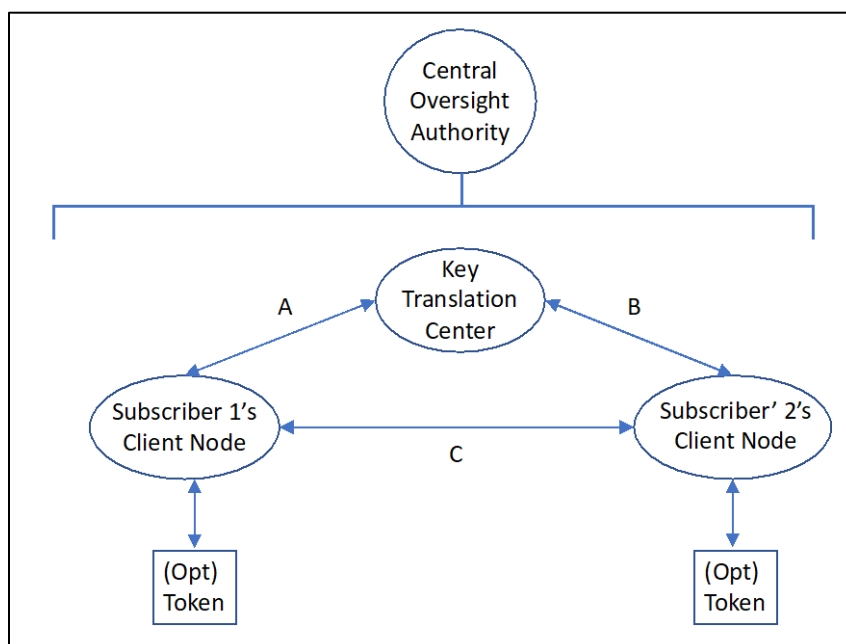 Central
Oversight
Authority
Key
Translation
Center
A
B
Subscriber 1's
Client Node
Subscriber' 2's
Client Node
C
(Opt)
Token
(Opt)
Token